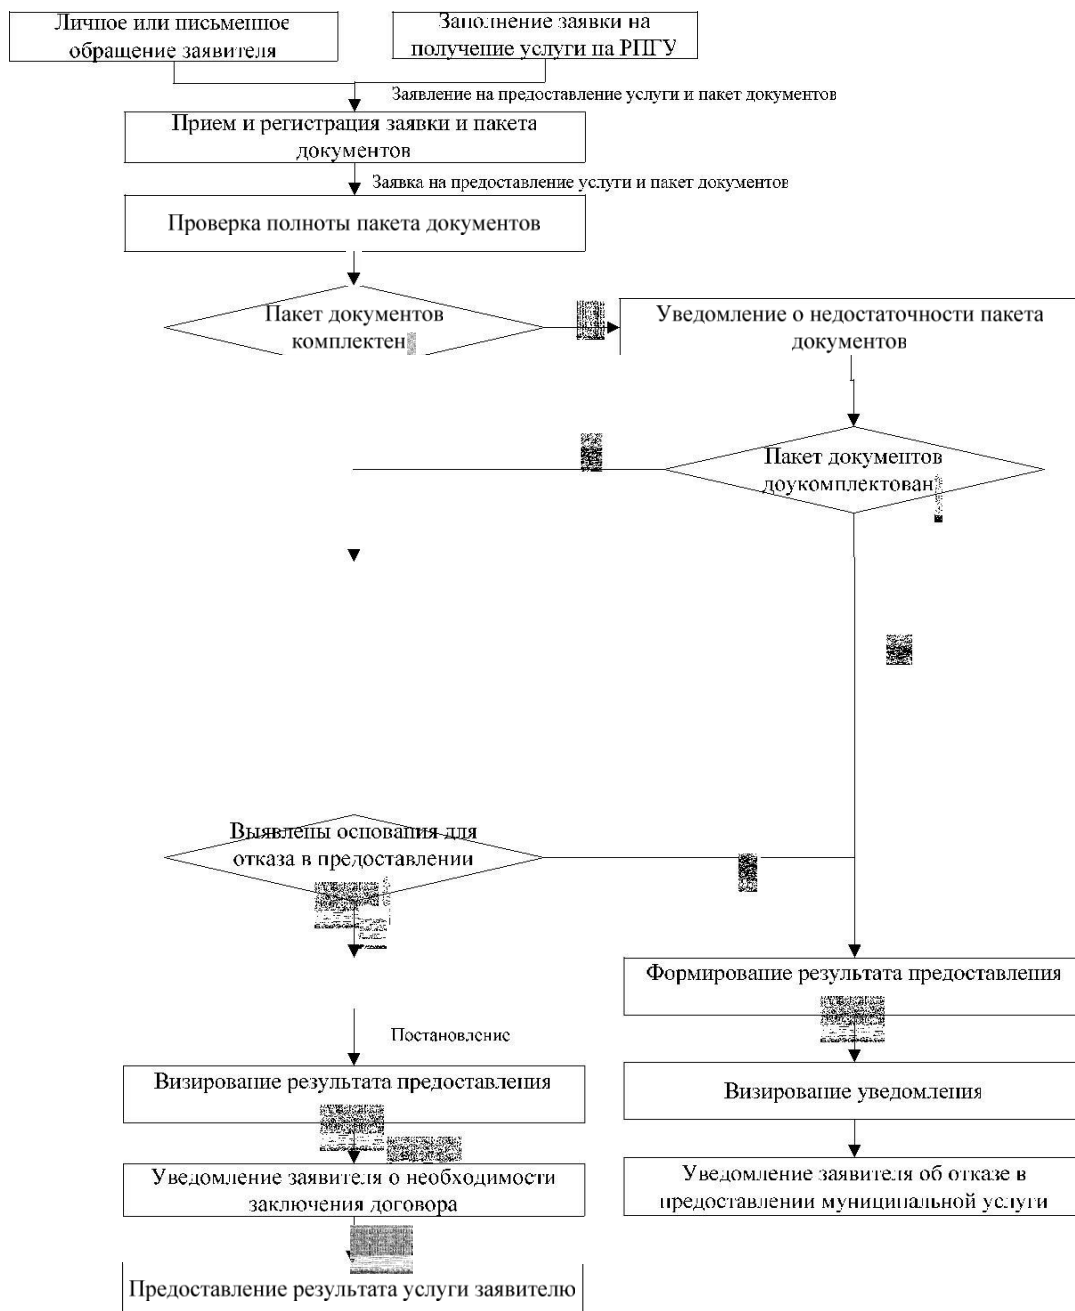 Личное или письменное
обращение заявителя
Заполнение заявки на
получение услуги на РПГУ
Заявление на предоставление услуги и пакет документов
Прием и регистрация заявки и пакета
документов
Заявка на предоставление услуги и пакет документов
Проверка полноты пакета документов
Пакет документов
комплектен
Уведомление о недостаточности пакета
документов
Пакет документов
доукомплектован
Выявлены основания для
отказа в предоставлении
Формирование результата предоставления
Постановление
Визирование результата предоставления
Визирование уведомления
Уведомление заявителя о необходимости
заключения договора
Уведомление заявителя об отказе в
предоставлении муниципальной услуги
Предоставление результата услуги заявителю